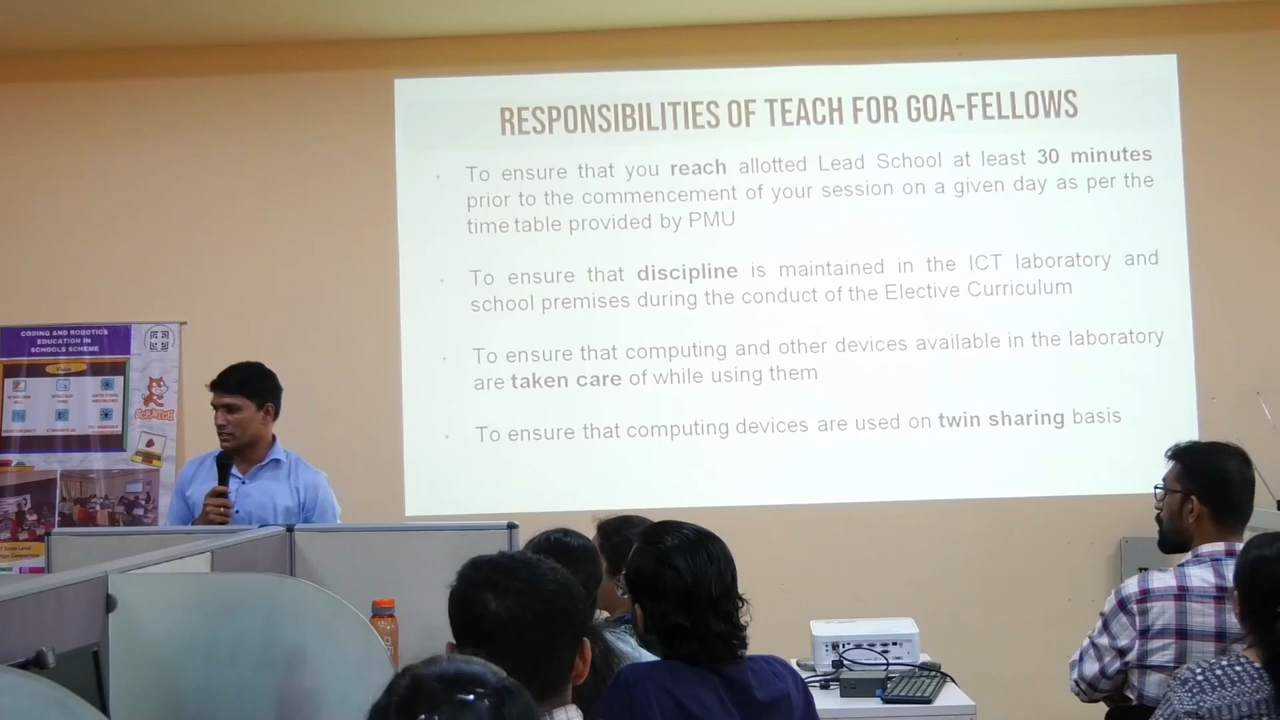 RESPONSIBILITIES OF TEACH FOR GOA-FELLOWS
To ensure that you reach allotted Lead School at least 30 minutes
prior to the commencement of your session on a given day as per the
time table provided by PMU
To ensure that discipline is maintained in the ICT laboratory and
school premises during the conduct of the Elective Curriculum
To ensure that computing and other devices available in the laboratory
are taken care of while using them
To ensure that computing devices are used on twin sharing basis
CODING AND ROBOTICS
EDUCATION IN
SCHOOLS SCHEME
Vision
SCRATCH